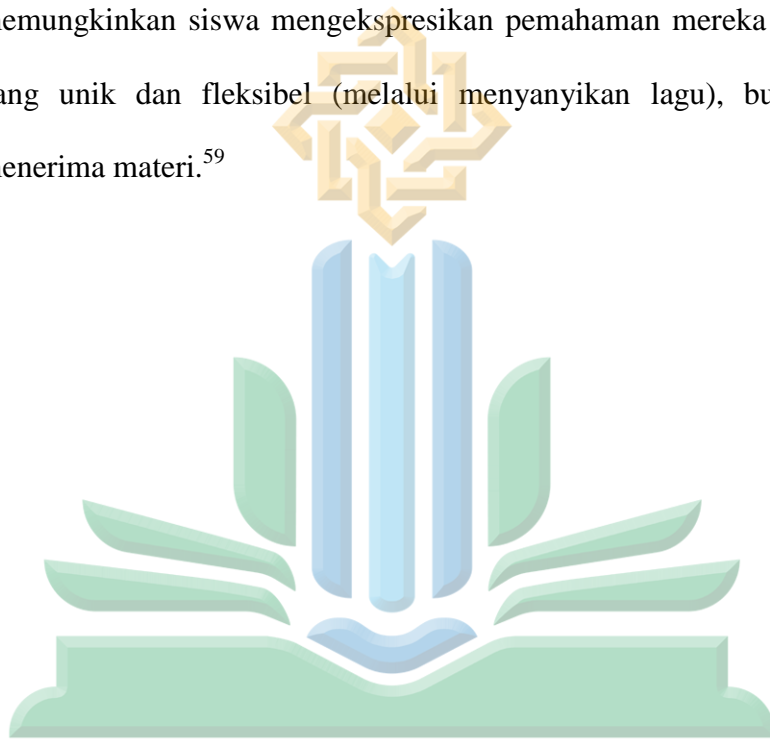 emungkinkan siswa mengekspresikan pemahaman mereka
ang unik dan fleksibel (melalui menyanyikan lagu), bu
enerima materi.59